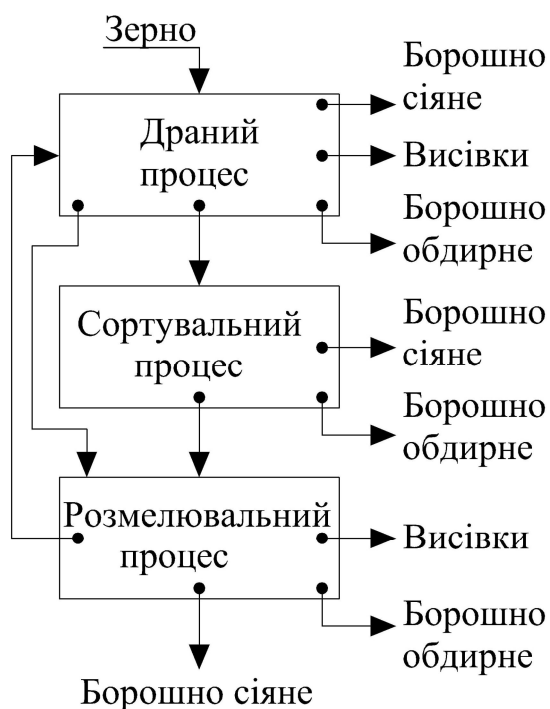 Зерно
Борошно
сіяне
Драний
процес
Висівки
Борошно
обдирне
Сортувальний
процес
Борошно
сіяне
Борошно
обдирне
Розмелювальний
процес
Висівки
Борошно
обдирне
Борошно сіяне